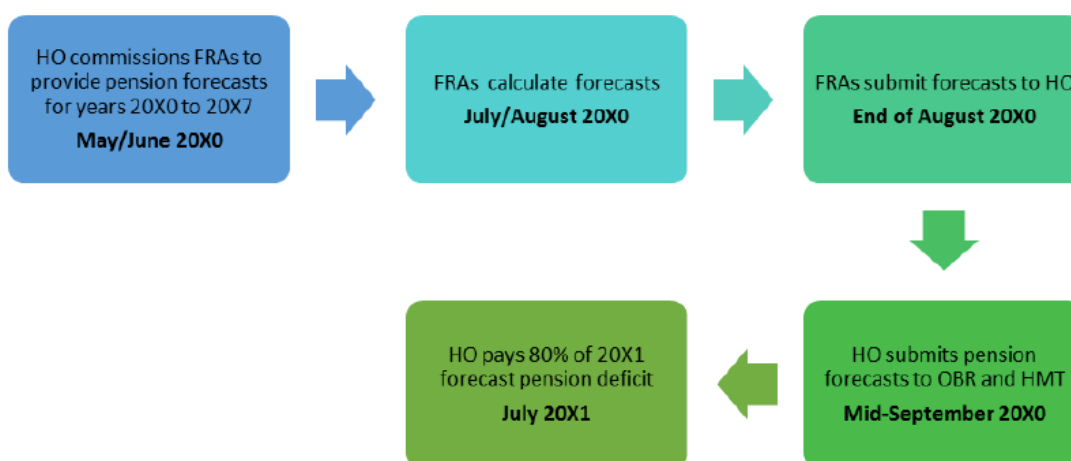 HO commissions FRAs to
provide pension forecasts
for years 20X0 to 20X7
May/June 20X0
FRAs calculate forecasts
July/August 20X0
FRAs submit forecasts to HO
End of August 20X0
HO submits pension
forecasts to OBR and HMT
Mid-September 20X0
HO pays 80% of 20X1
forecast pension deficit
July 20X1